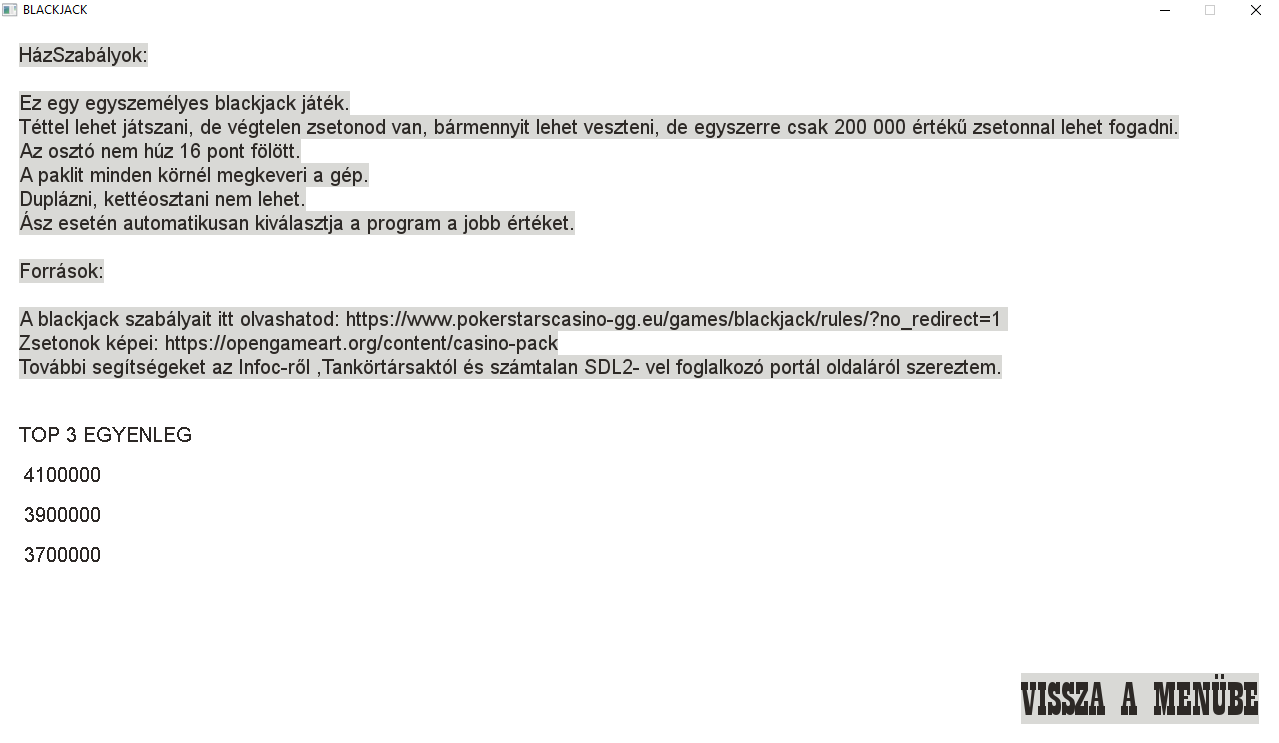 BLACKJACK
HázSzabályok:
Ez egy egyszemélyes blackjack játék.
Téttel lehet játszani, de végtelen zsetonod van, bármennyit lehet veszteni, de egyszerre csak 200 000 értékű zsetonnal lehet fogadni.
Az osztó nem húz 16 pont fölött.
A paklit minden körnél megkeveri a gép.
Duplázni, kettéosztani nem lehet.
Ász esetén automatikusan kiválasztja a program a jobb értéket.
Források:
A blackjack szabályait itt olvashatod: https://www.pokerstarscasino-gg.eu/games/blackjack/rules/?no_redirect=1
Zsetonok képei: https://opengameart.org/content/casino-pack
További segítségeket az Infoc-ről ,Tankörtársaktól és számtalan SDL2- vel foglalkozó portál oldaláról szereztem.
TOP 3 EGYENLEG
4100000
3900000
3700000
VISSZA A MENÜBE